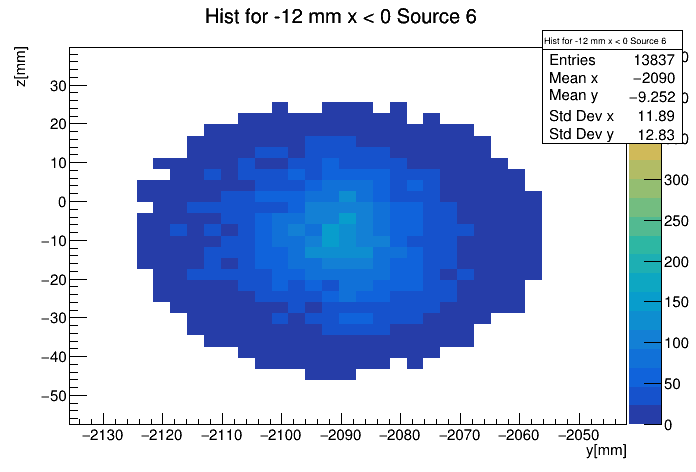 Hist for -12 mm x < 0 Source 6
Hist for -12 mm x < 0 Source 6
Entries 13837
Mean x −2090
Mean y −9.252
Std Dev x 11.89
Std Dev y 12.83
z[mm]
30
20
10
0
−10
−20
−30
−40
−50
−2130 −2120 −2110 −2100 −2090 −2080 −2070 −2060 −2050
y[mm]
300
250
200
150
100
50
0